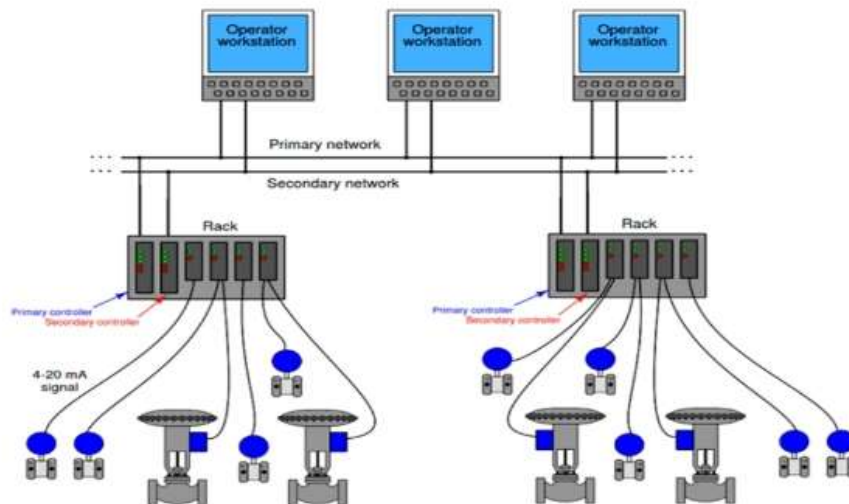 Operator
workstation
Operator
workstation
Operator
workstation
Primary network
Secondary network
Rack
Rack
Primary controller
Secondary controller
Primary controller
Secondary controller
4-20 mA
signal